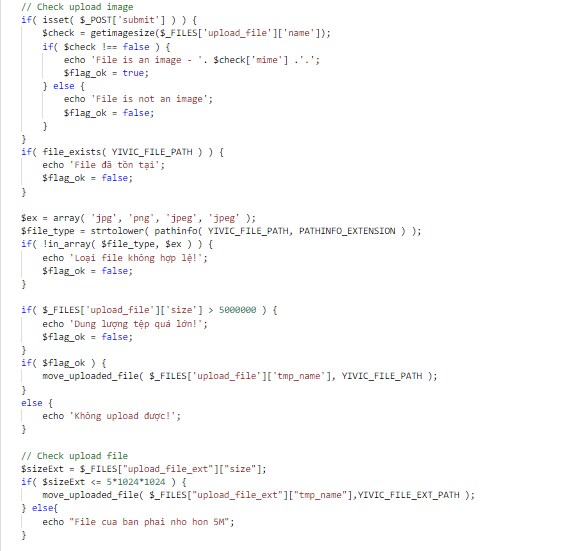 // Check upload image
if( isset( $_POST['submit'] ) ) {
$check = getimagesize($_FILES['upload_file']['name']);
if( $check !== false ) {
echo 'File is an image - '. $check['mime'] .'.';
$flag_ok = true;
} else {
echo 'File is not an image';
$flag_ok = false;
}
}
if( file_exists( YIVIC_FILE_PATH ) ) {
echo 'File đã tồn tại';
$flag_ok = false;
}
$ex = array( 'jpg', 'png', 'jpeg', 'jpeg' );
$file_type = strtolower( pathinfo( YIVIC_FILE_PATH, PATHINFO_EXTENSION ) );
if( !in_array( $file_type, $ex ) ) {
echo 'Loại file không hợp lệ!';
$flag_ok = false;
}
if( $_FILES['upload_file']['size'] > 5000000 ) {
echo 'Dung lượng tệp quá lớn!';
$flag_ok = false;
}
if( $flag_ok ) {
move_uploaded_file( $_FILES['upload_file']['tmp_name'], YIVIC_FILE_PATH );
}
else {
echo 'Không upload được!';
}
// Check upload file
$sizeExt = $_FILES["upload_file_ext"]["size"];
if( $sizeExt <= 5*1024*1024 ) {
move_uploaded_file( $_FILES["upload_file_ext"]["tmp_name"],YIVIC_FILE_EXT_PATH );
} else{
echo "File cua ban phai nho hon 5M";
}